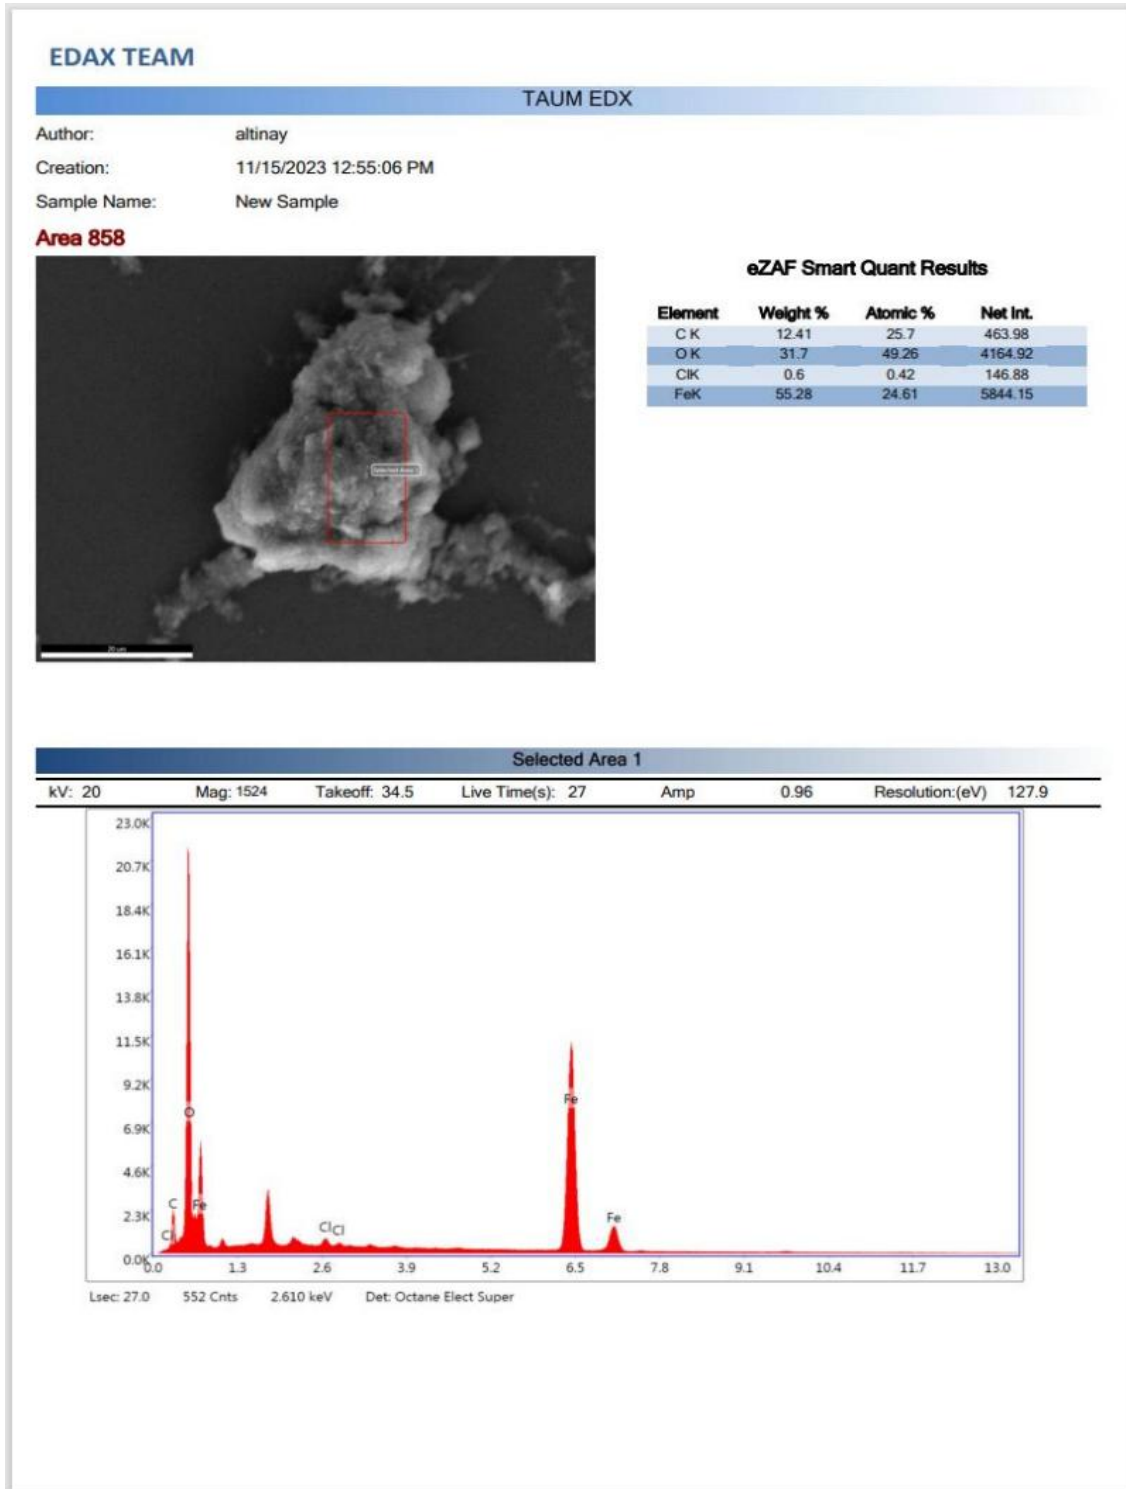 EDAX TEAM
TAUM EDX
Author: altinay
Creation: 11/15/2023 12:55:06 PM
Sample Name: New Sample
Area 858
eZAF Smart Quant Results
Element Weight % Atomic % Net Int.
C K 12.41 25.7 463.98
O K 31.7 49.26 4164.92
ClK 0.6 0.42 146.88
FeK 55.28 24.61 5844.15
Selected Area 1
20 um
Selected Area 1
kV: 20 Mag: 1524 Takeoff: 34.5 Live Time(s): 27 Amp 0.96 Resolution:(eV) 127.9
23.0K
20.7K
18.4K
16.1K
13.8K
11.5K
9.2K
Fe
O
6.9K
4.6K
C Fe
2.3K
Fe
Cl Cl Cl
0.0K
0.0 1.3 2.6 3.9 5.2 6.5 7.8 9.1 10.4 11.7 13.0
Lsec: 27.0 552 Cnts 2.610 keV Det: Octane Elect Super